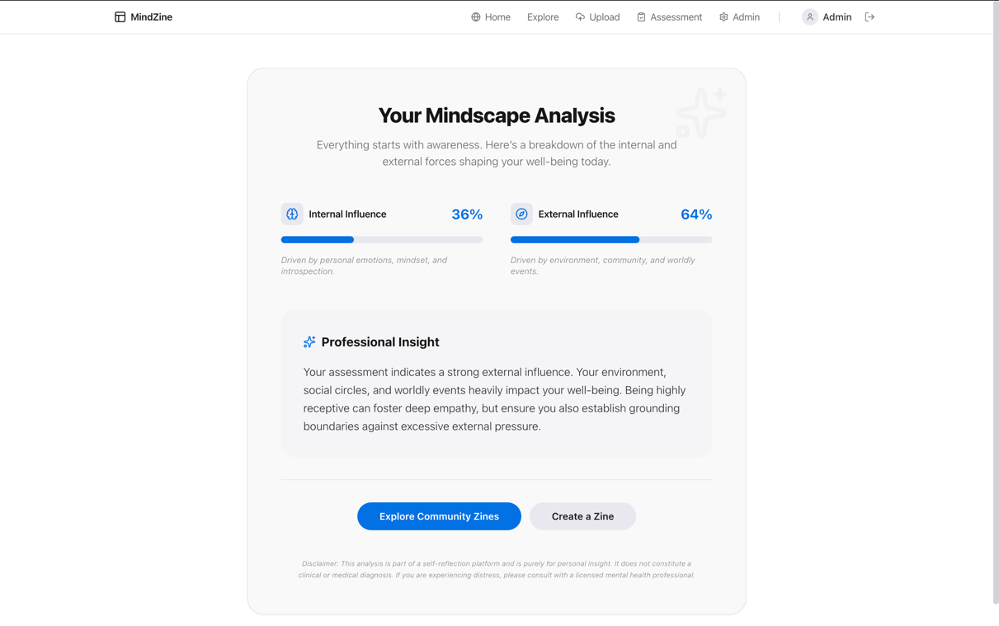 MindZine
Home
Explore
Upload
Assessment
Admin
Admin
Your Mindscape Analysis
Everything starts with awareness. Here's a breakdown of the internal and
external forces shaping your well-being today.
Internal Influence
36%
Driven by personal emotions, mindset, and
introspection.
External Influence
64%
Driven by environment, community, and worldly
events.
Professional Insight
Your assessment indicates a strong external influence. Your environment,
social circles, and worldly events heavily impact your well-being. Being highly
receptive can foster deep empathy, but ensure you also establish grounding
boundaries against excessive external pressure.
Explore Community Zines
Create a Zine
Disclaimer: This analysis is part of a self-reflection platform and is purely for personal insight. It does not constitute a
clinical or medical diagnosis. If you are experiencing distress, please consult with a licensed mental health professional.